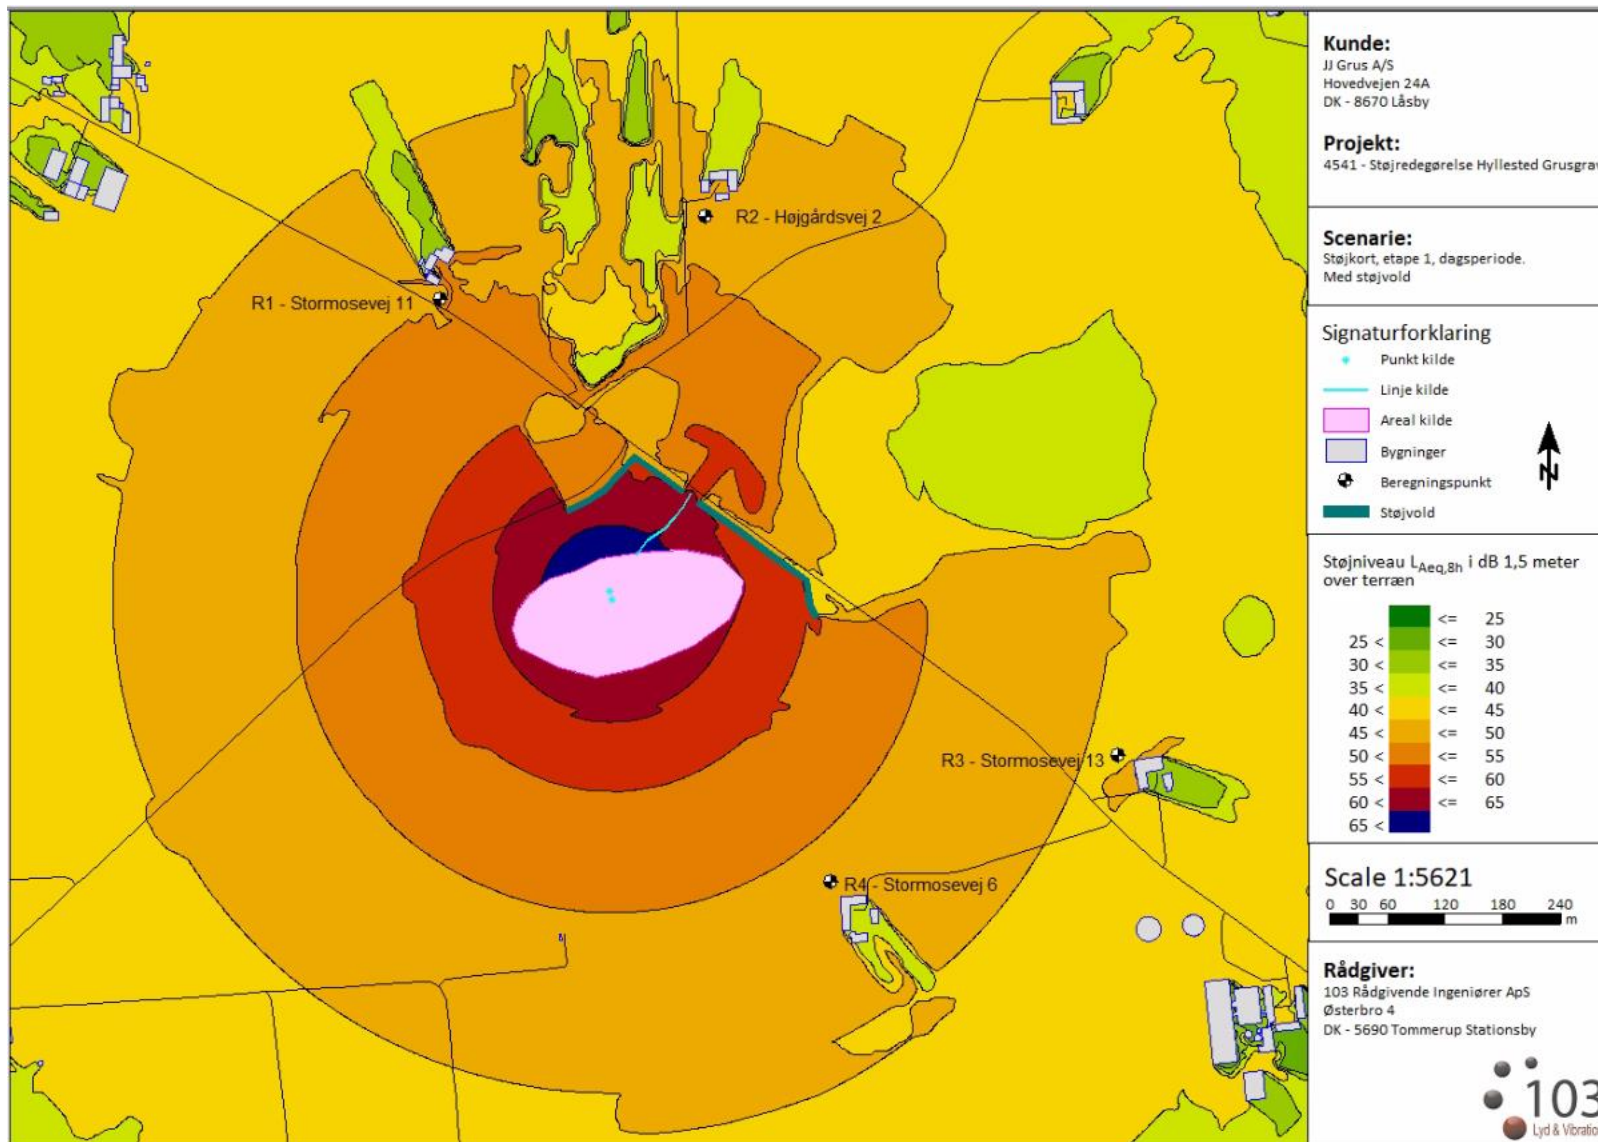 R1 - Stormosevej 11
R2 - Højgårdsvej 2
R3 - Stormosevej 13
R4 - Stormosevej 6
Kunde:
JJ Grus A/S
Hovedvejen 24A
DK - 8670 Låsby
Projekt:
4541 - Støjredegørelse Hyllested Grusgrav
Scenarie:
Støjkort, etape 1, dagsperiode.
Med støjvold
Signaturforklaring
Punkt kilde
Linje kilde
Areal kilde
Bygninger
Beregningspunkt
Støjvold
N
Støjniveau LAeq,8h i dB 1,5 meter
over terræn
<= 25
25 < <= 30
30 < <= 35
35 < <= 40
40 < <= 45
45 < <= 50
50 < <= 55
55 < <= 60
60 < <= 65
65 <
Scale 1:5621
0 30 60 120 180 240
m
Rådgiver:
103 Rådgivende Ingeniører ApS
Østerbro 4
DK - 5690 Tommerup Stationsby
103
Lyd & Vibratio